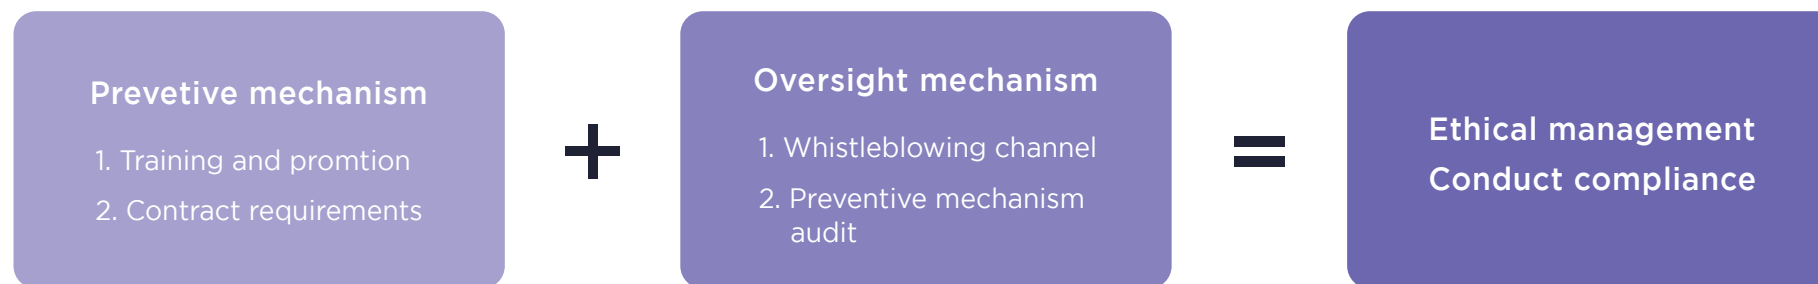 Prevetive mechanism
1. Training and promtion
2. Contract requirements
+
Oversight mechanism
1. Whistleblowing channel
2. Preventive mechanism
audit
=
Ethical management
Conduct compliance